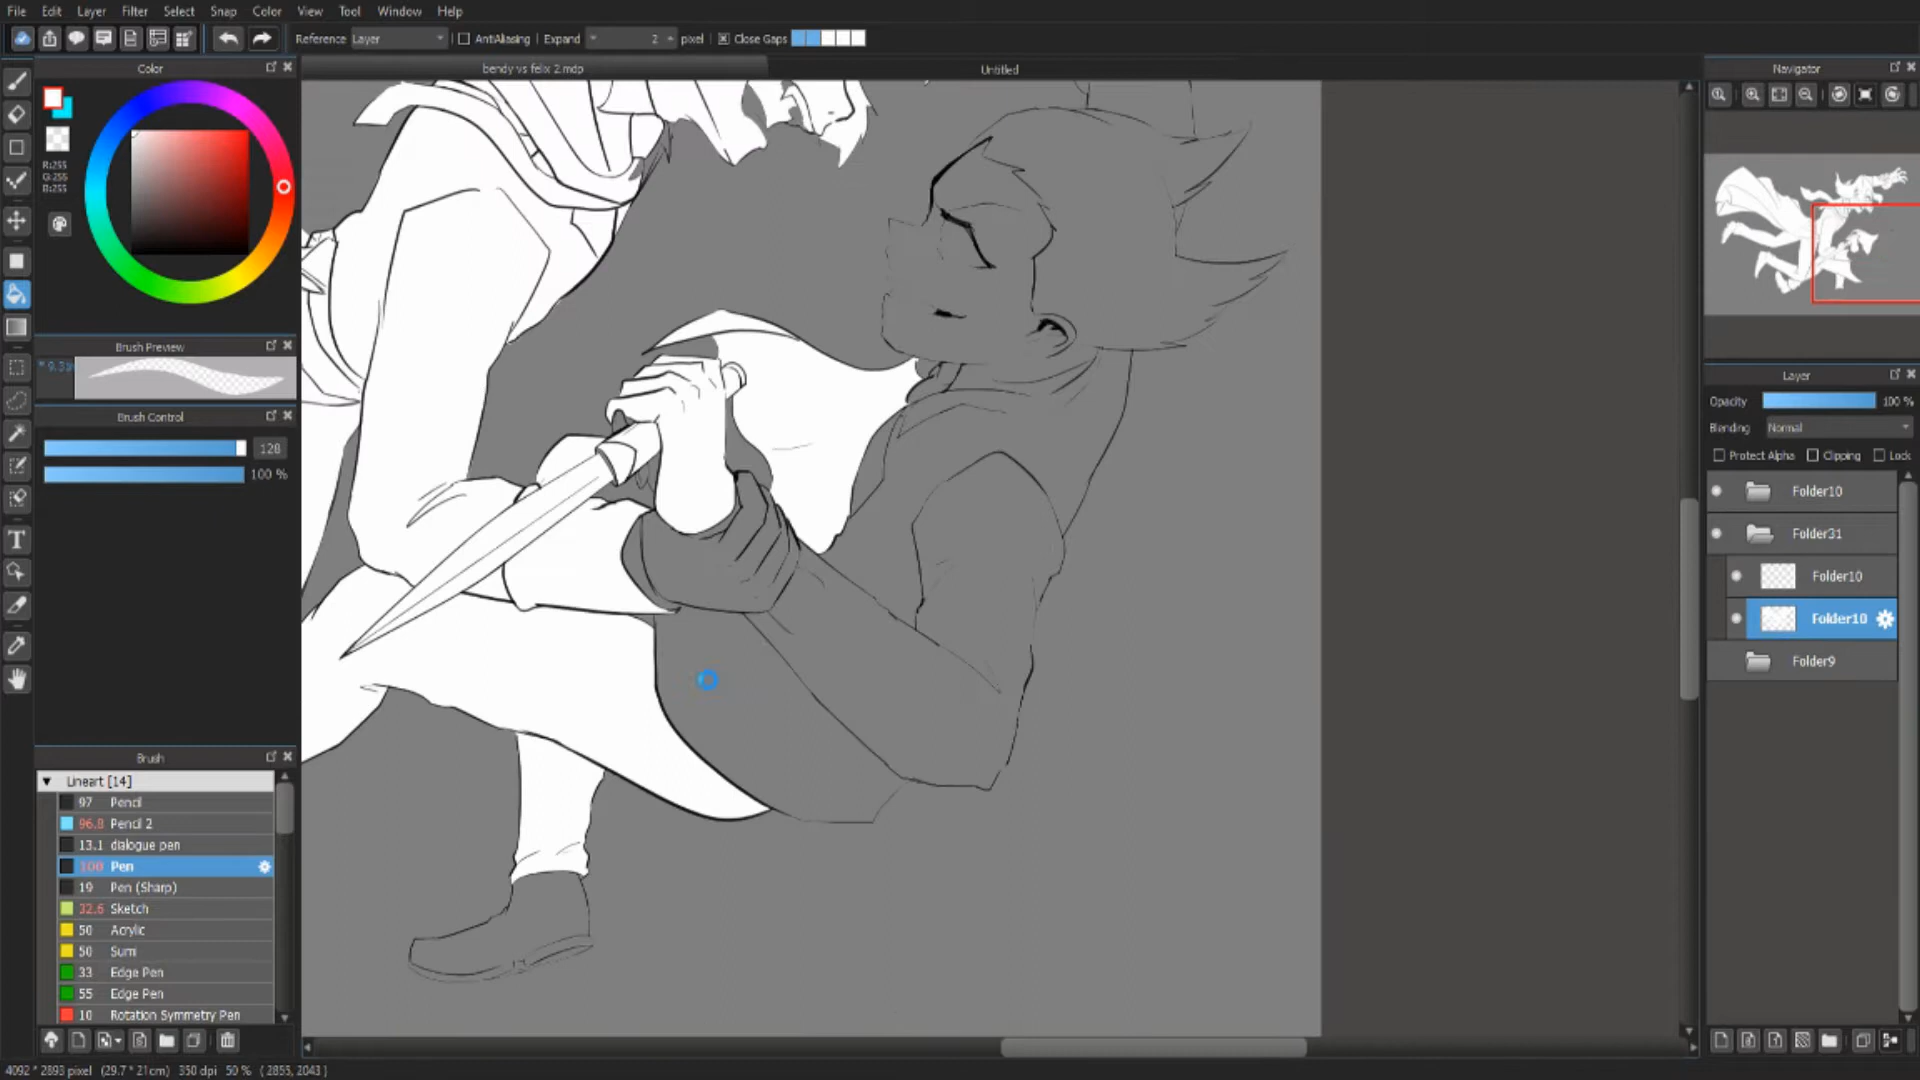 File Edit Layer Filter Select Snap Color View Tool Window Help
Reference Layer AntiAliasing Expand 2 pixel Close Gaps
Color
bendy vs felix 2.mdp
Untitled
Navigator
R:255
G:255
B:255
Brush Preview
* 9.3
Brush Control
128
100 %
Layer
Opacity 100 %
Blending Normal
Protect Alpha Clipping Lock
Folder10
Folder31
Folder10
Folder10
Folder9
T
Brush
Lineart [14]
97 Pencil
96.8 Pencil 2
13.1 dialogue pen
100 Pen
19 Pen (Sharp)
32.6 Sketch
50 Acrylic
50 Sumi
33 Edge Pen
55 Edge Pen
10 Rotation Symmetry Pen
4092 * 2893 pixel (29.7 * 21cm) 350 dpi 50 % ( 2855, 2043 )